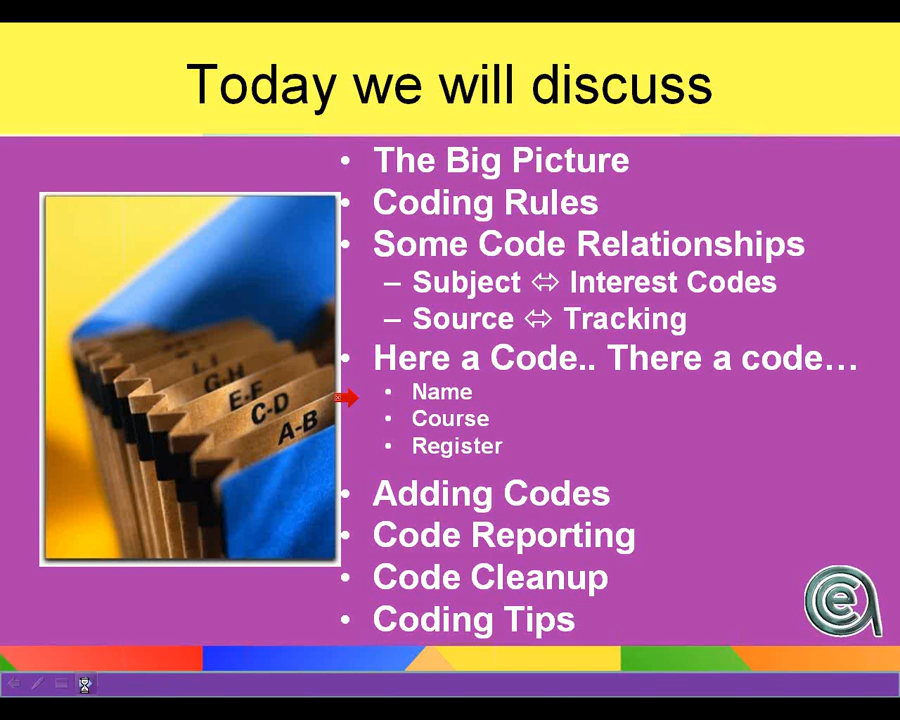 Today we will discuss
• The Big Picture
• Coding Rules
• Some Code Relationships
– Subject ⬄ Interest Codes
– Source ⬄ Tracking
• Here a Code.. There a code…
• Name
• Course
• Register
• Adding Codes
• Code Reporting
• Code Cleanup
• Coding Tips
I-J
G-H
E-F
C-D
A-B